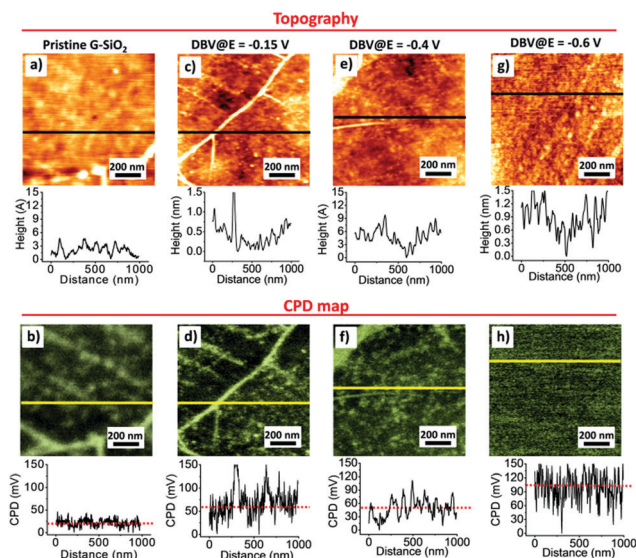 Topography
Pristine G-SiO₂
DBV@E = -0.15 V
DBV@E = -0.4 V
DBV@E = -0.6 V
a)
c)
e)
g)
200 nm
200 nm
200 nm
200 nm
Height (A)
15
12
9
6
3
0
0 500 1000
Distance (nm)
Height (nm)
1.5
1.0
0.5
0.0
0 500 1000
Distance (nm)
Height (A)
15
12
9
6
3
0
0 500 1000
Distance (nm)
Height (nm)
1.5
1.2
0.9
0.6
0.3
0.0
0 500 1000
Distance (nm)
CPD map
b)
d)
f)
h)
200 nm
200 nm
200 nm
200 nm
CPD (mV)
150
100
50
0
0 500 1000
Distance (nm)
CPD (mV)
150
100
50
0
0 500 1000
Distance (nm)
CPD (mV)
150
120
90
60
30
0
0 500 1000
Distance (nm)
CPD (mV)
150
120
90
60
30
0
0 500 1000
Distance (nm)